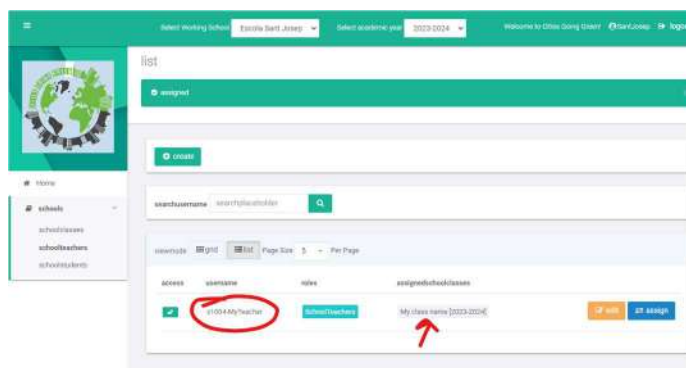 Select Working School Escola Sant Josep Select academic year 2023-2024 Welcome to Cities Going Green! SantJosep logout
list
assigned
create
Home
searchusername searchplaceholder
schools
schoolclasses
schoolteachers
schoolstudents
viewmode grid list Page Size 5 Per Page
access username roles assignedschoolclasses
s1004-MyTeacher SchoolTeachers My class name [2023-2024] edit assign